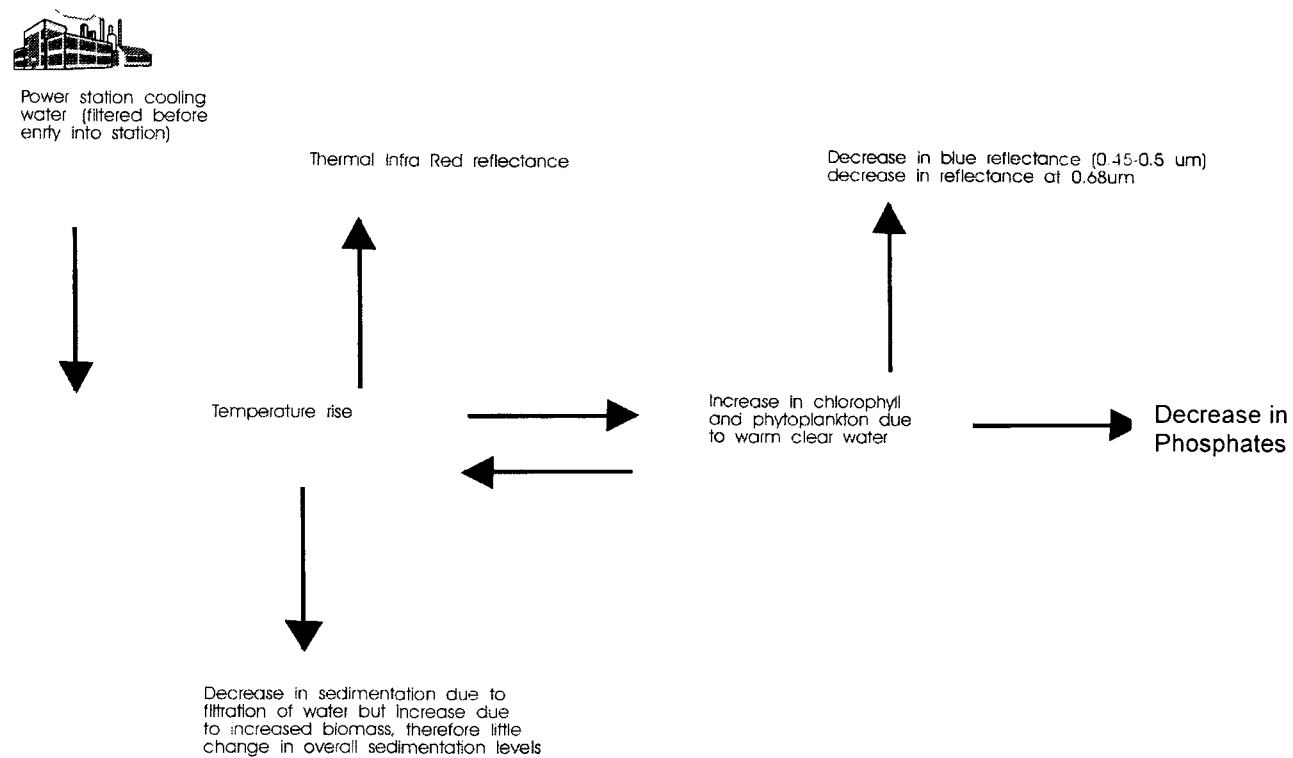 Power station cooling
water (filtered before
enrty into station)
Thermal Infra Red reflectance
Decrease in blue reflectance (0.45-0.5 um)
decrease in reflectance at 0.68um
Temperature rise
Increase in chlorophyll
and phytoplankton due
to warm clear water
Decrease in
Phosphates
Decrease in sedimentation due to
filtration of water but increase due
to increased biomass, therefore little
change in overall sedimentation levels